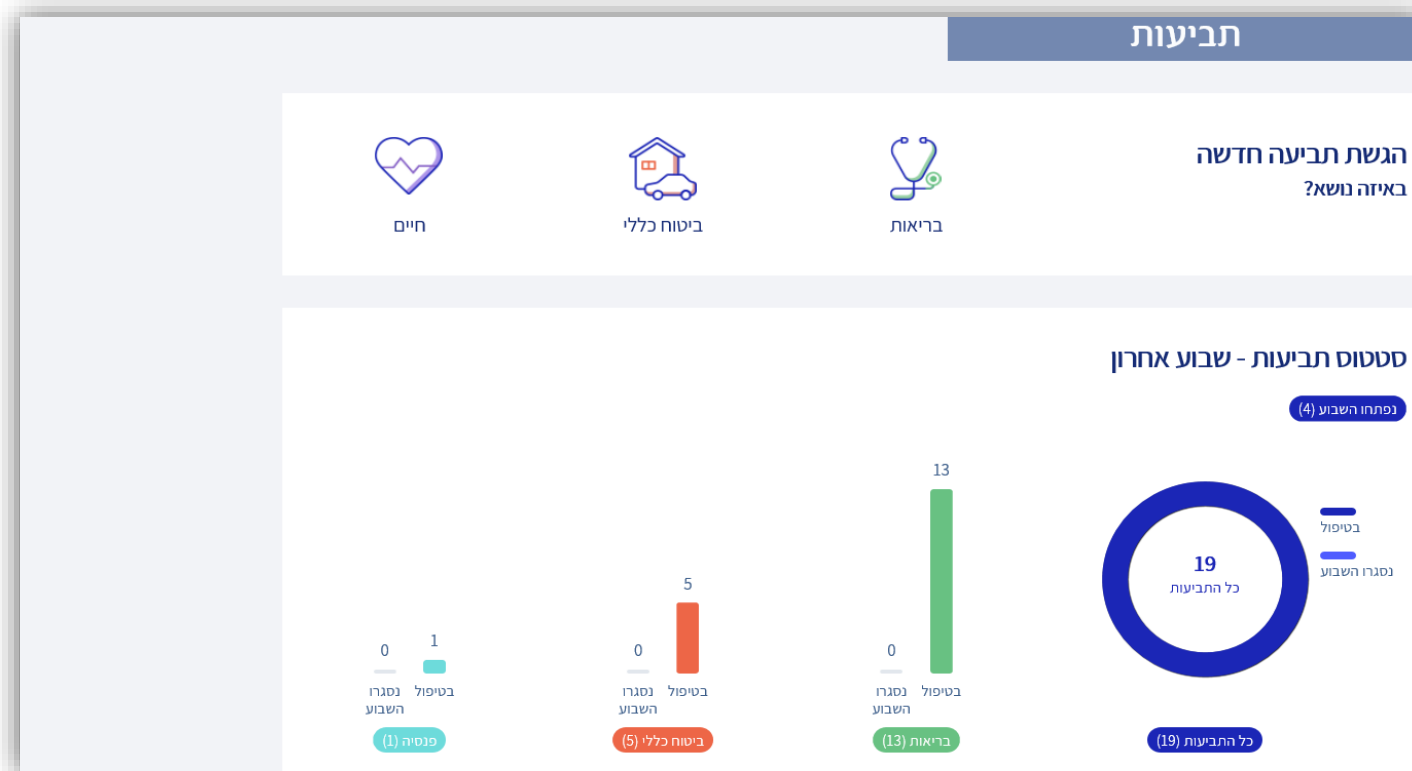 תביעות
הגשת תביעה חדשה
באיזה נושא?
בריאות
ביטוח כללי
חיים
סטטוס תביעות - שבוע אחרון
נפתחו השבוע (4)
בטיפול
נסגרו השבוע
19
כל התביעות
כל התביעות (19)
13
0
בטיפול
נסגרו
השבוע
בריאות (13)
5
0
בטיפול
נסגרו
השבוע
ביטוח כללי (5)
1
0
בטיפול
נסגרו
השבוע
פנסיה (1)